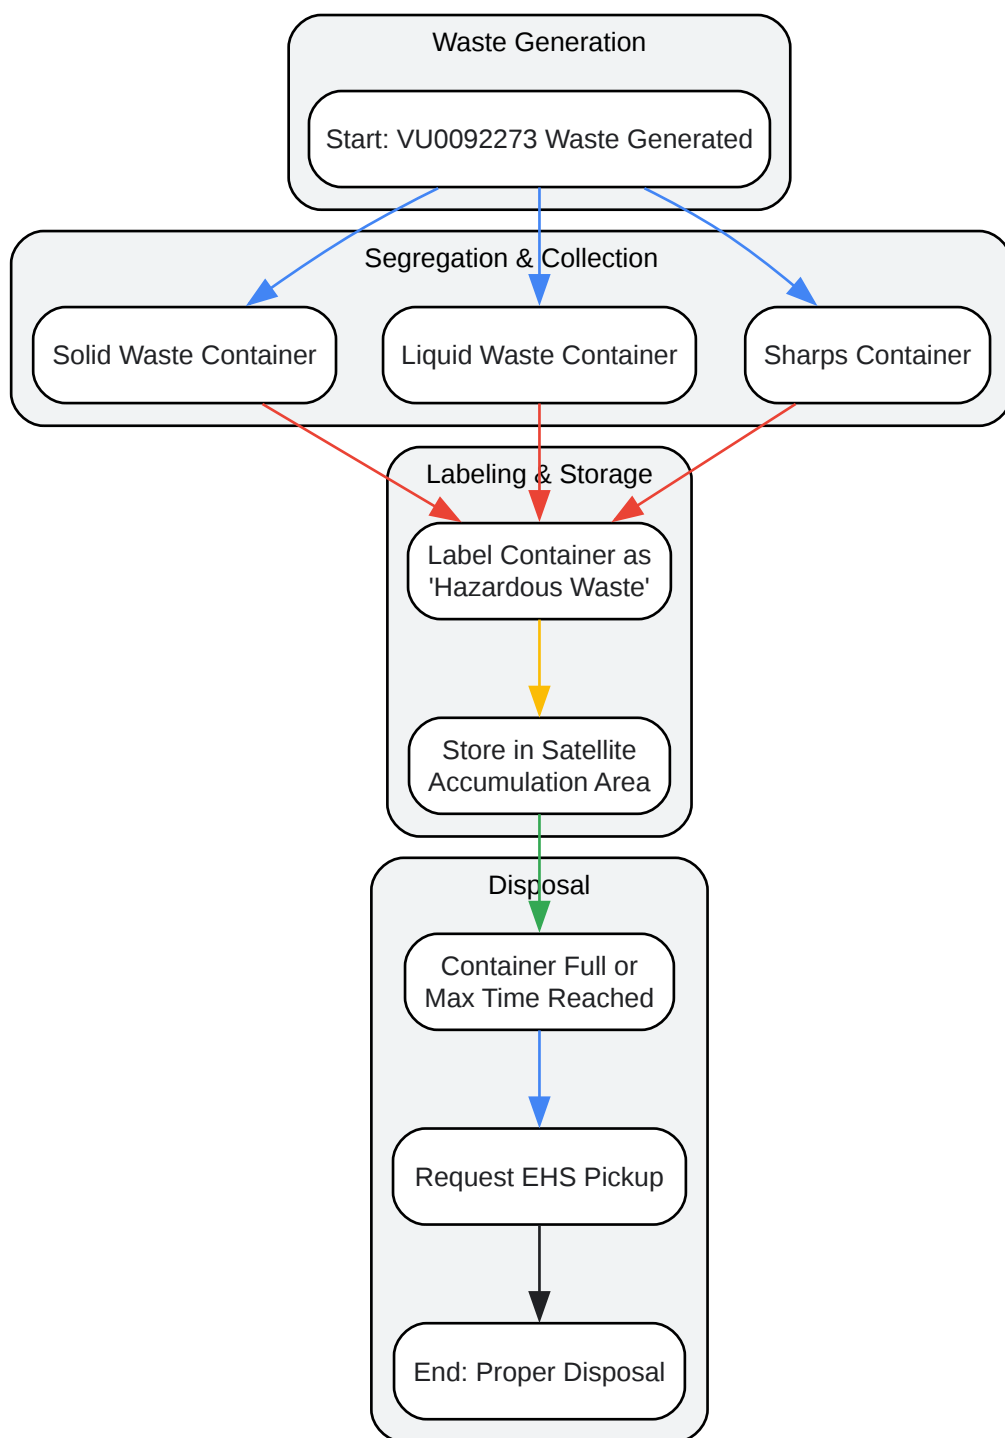 Waste Generation
Start: VU0092273 Waste Generated
Segregation & Collection
Solid Waste Container
Liquid Waste Container
Sharps Container
Labeling & Storage
Label Container as
'Hazardous Waste'
Store in Satellite
Accumulation Area
Disposal
Container Full or
Max Time Reached
Request EHS Pickup
End: Proper Disposal